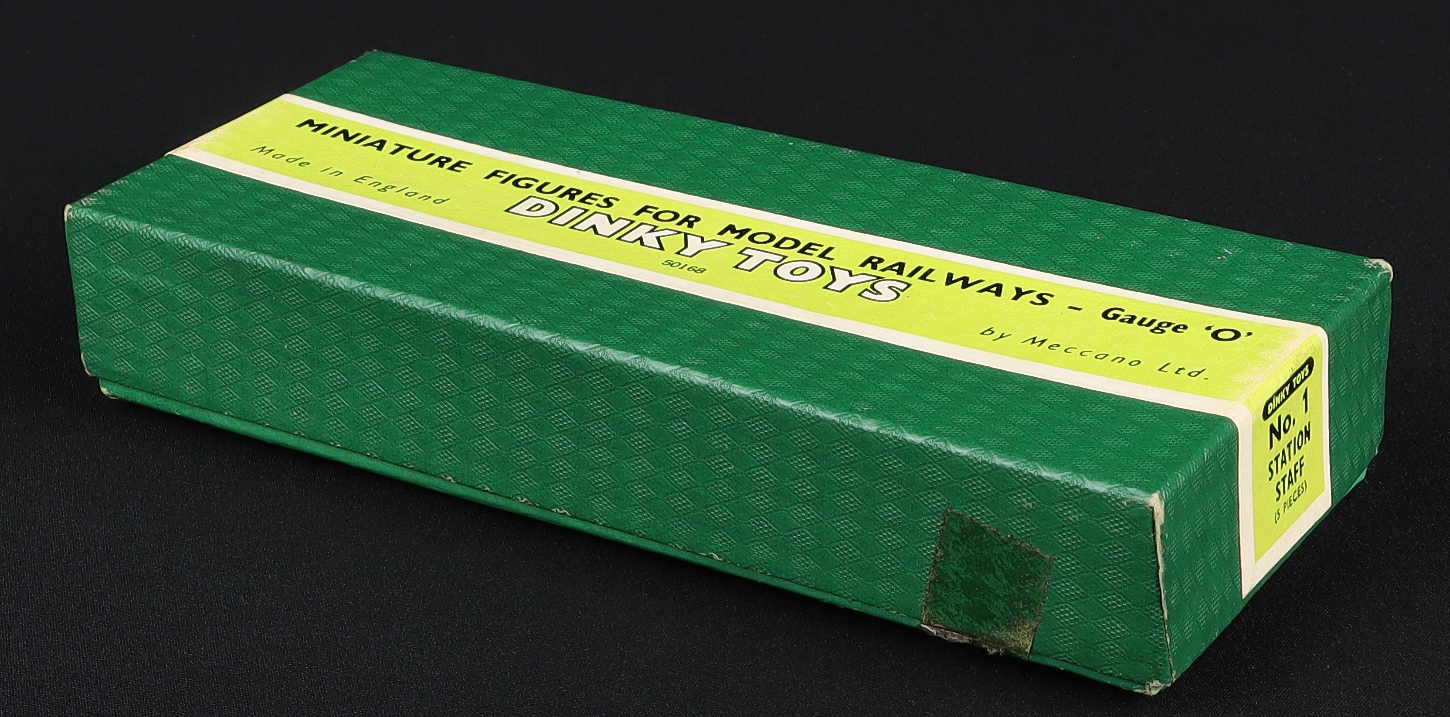 MINIATURE FIGURES FOR MODEL RAILWAYS – Gauge ‘O’
Made in England
DINKY TOYS
50168
by Meccano Ltd.
DINKY TOYS
No. 1
STATION
STAFF
(5 PIECES)